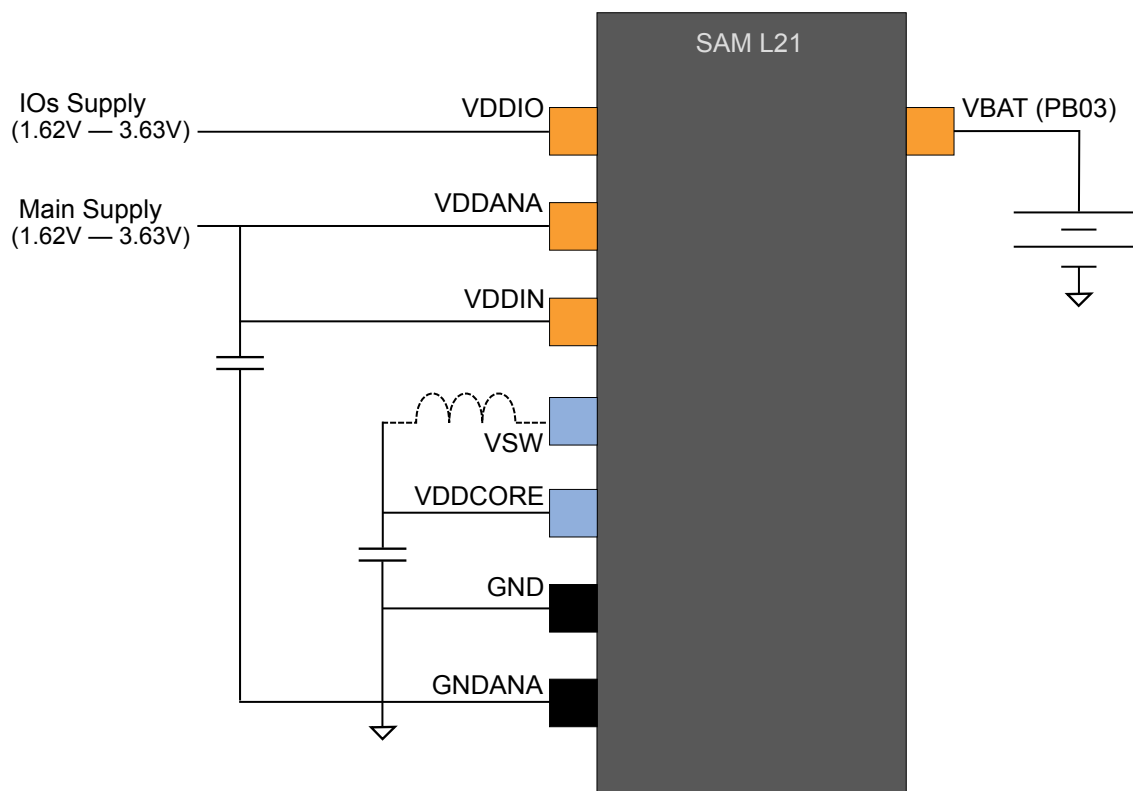 SAM L21
IOs Supply
(1.62V — 3.63V)
VDDIO
VBAT (PB03)
Main Supply
(1.62V — 3.63V)
VDDANA
VDDIN
VSW
VDDCORE
GND
GNDANA